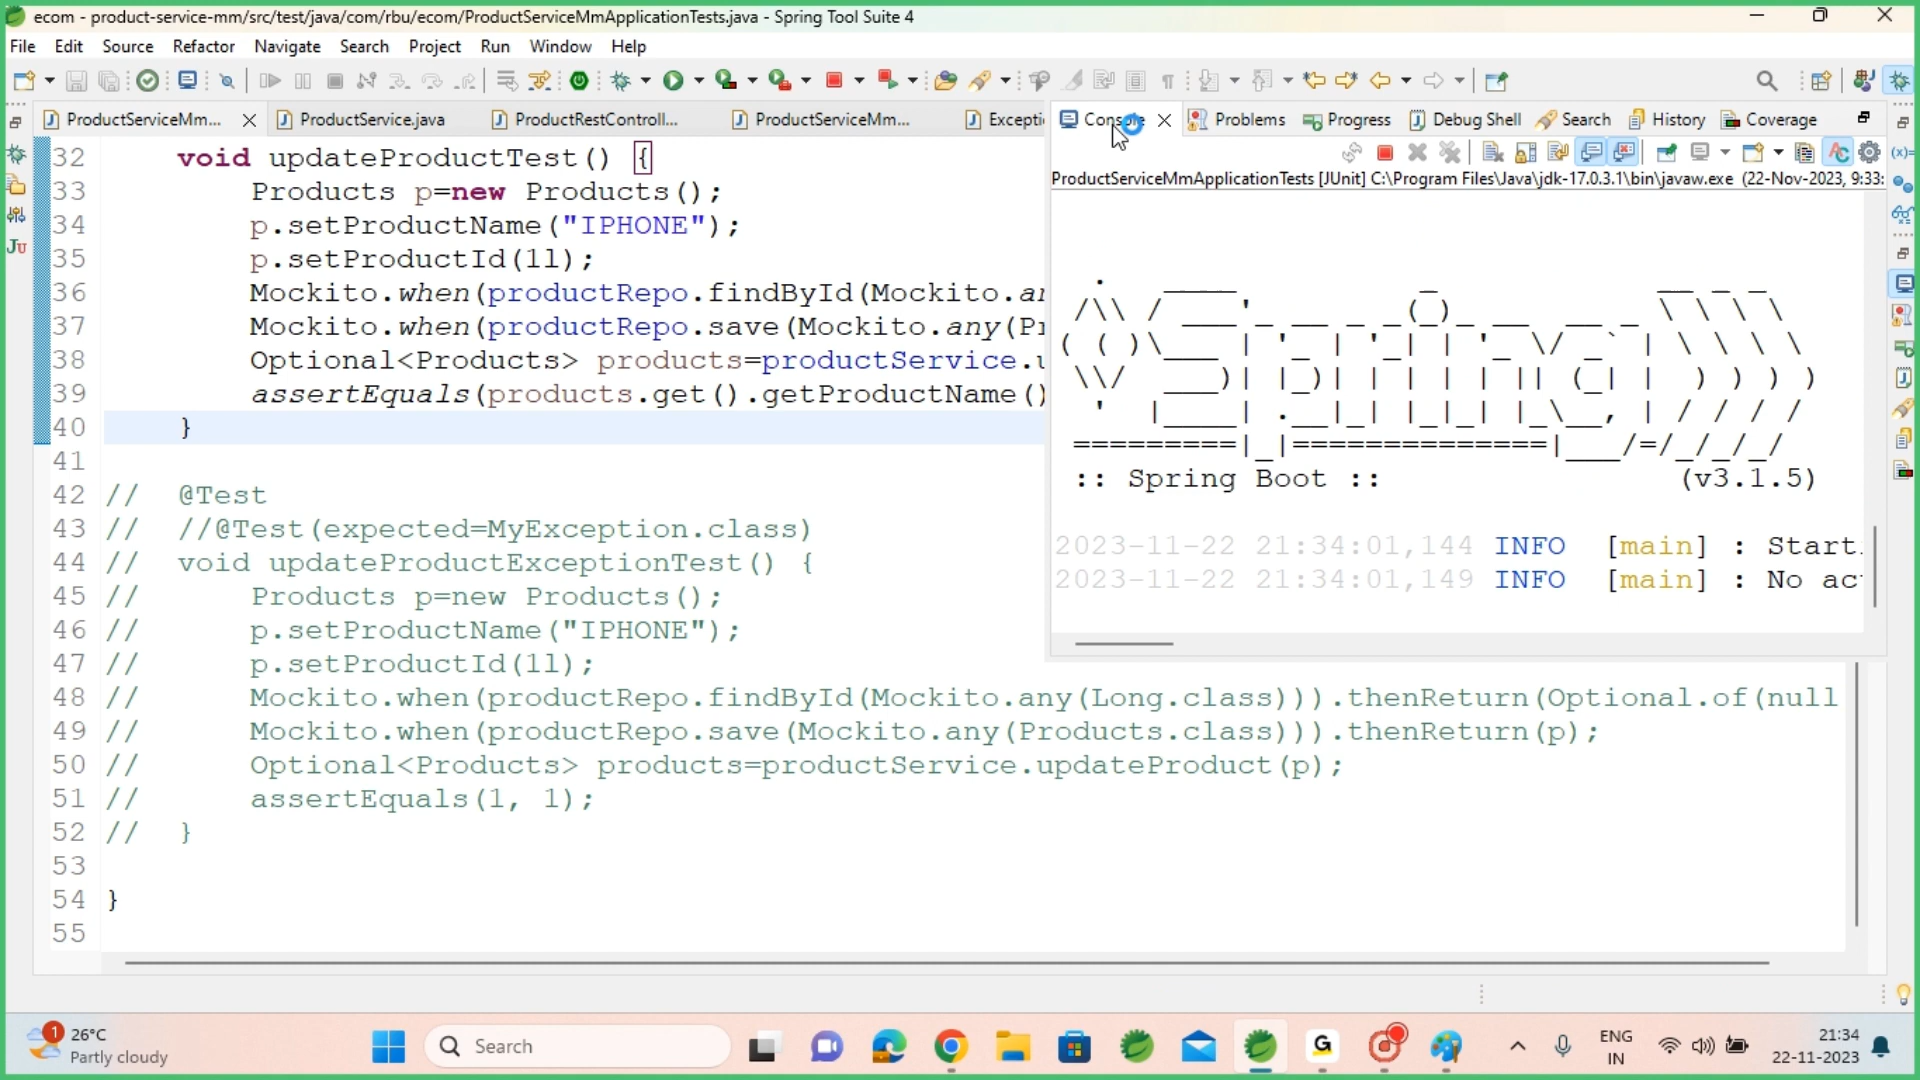 ecom - product-service-mm/src/test/java/com/rbu/ecom/ProductServiceMmApplicationTests.java - Spring Tool Suite 4
File Edit Source Refactor Navigate Search Project Run Window Help
ProductServiceMm... ProductService.java ProductRestControll... ProductServiceMm... Excepti
Problems Progress Debug Shell Search History Coverage
ProductServiceMmApplicationTests [JUnit] C:\Program Files\Java\jdk-17.0.3.1\bin\javaw.exe (22-Nov-2023, 9:33:
32 void updateProductTest() {
33 Products p=new Products();
34 p.setProductName("IPHONE");
35 p.setProductId(1l);
36 Mockito.when(productRepo.findById(Mockito.an
37 Mockito.when(productRepo.save(Mockito.any(Pr
38 Optional<Products> products=productService.u
39 assertEquals(products.get().getProductName()
40 }
41
42 // @Test
43 // //@Test(expected=MyException.class)
44 // void updateProductExceptionTest() {
45 // Products p=new Products();
46 // p.setProductName("IPHONE");
47 // p.setProductId(1l);
48 // Mockito.when(productRepo.findById(Mockito.any(Long.class))).thenReturn(Optional.of(null
49 // Mockito.when(productRepo.save(Mockito.any(Products.class))).thenReturn(p);
50 // Optional<Products> products=productService.updateProduct(p);
51 // assertEquals(1, 1);
52 // }
53
54 }
55
Spring
:: Spring Boot :: (v3.1.5)
2023-11-22 21:34:01,144 INFO [main] : Start
2023-11-22 21:34:01,149 INFO [main] : No ac
1
26°C
Partly cloudy
Search
ENG
IN
21:34
22-11-2023